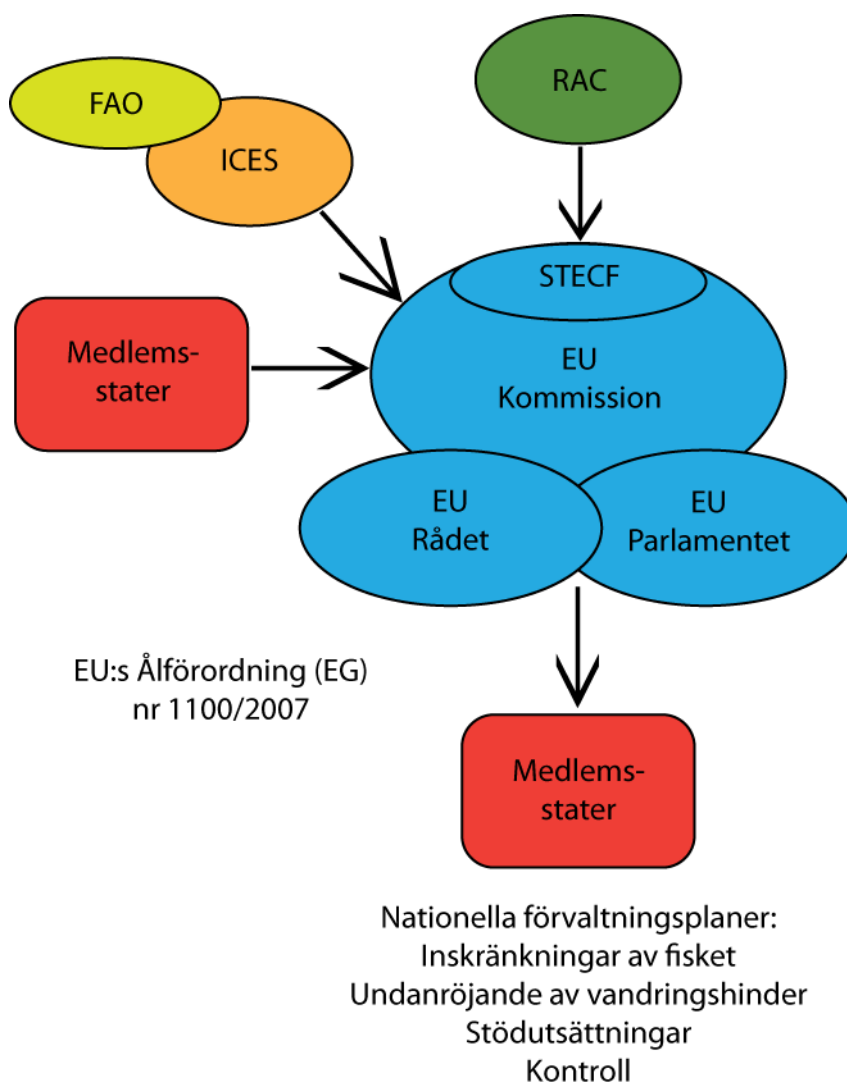 FAO
ICES
RAC
STECF
EU
Kommission
Medlems-
stater
EU
Rådet
EU
Parlamentet
EU:s Ålförordning (EG)
nr 1100/2007
Medlems-
stater
Nationella förvaltningsplaner:
Inskränkningar av fisket
Undanröjande av vandringshinder
Stödutsättningar
Kontroll